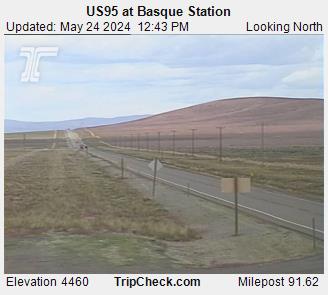 US95 at Basque Station
Updated: May 24 2024 12:43 PM Looking North
Elevation 4460 TripCheck.com Milepost 91.62